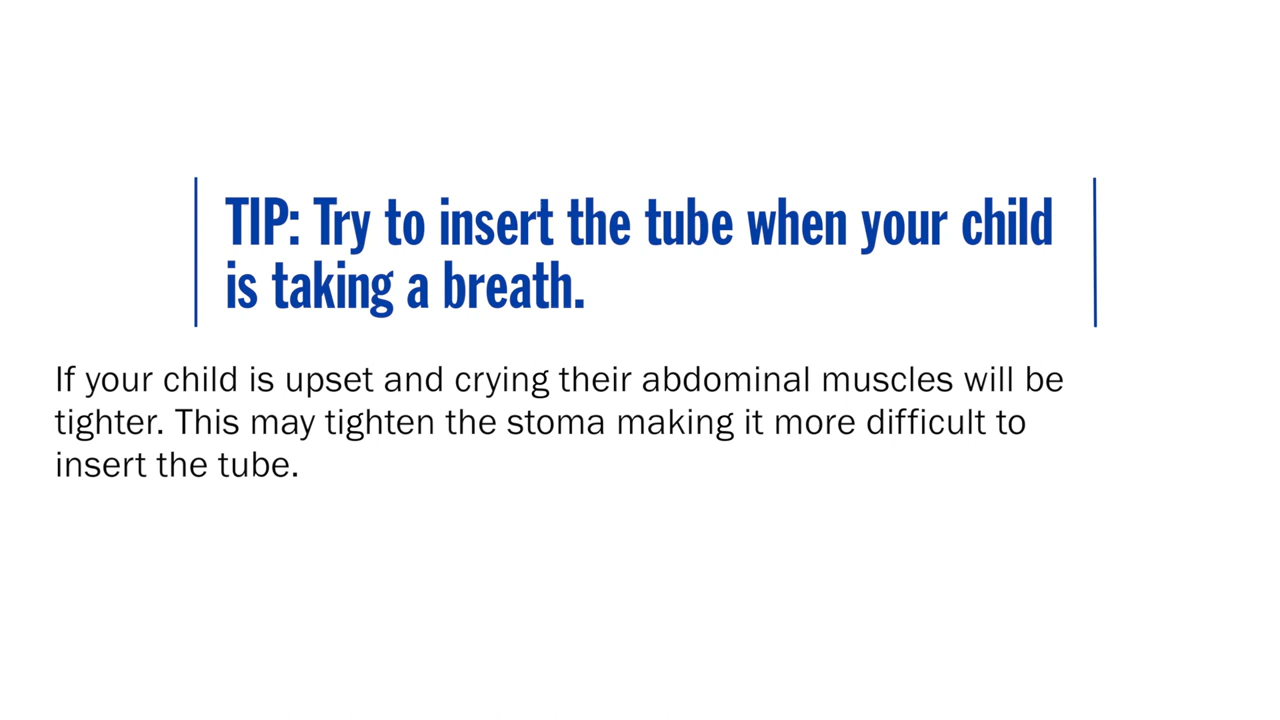 TIP: Try to insert the tube when your child
is taking a breath.
If your child is upset and crying their abdominal muscles will be
tighter. This may tighten the stoma making it more difficult to
insert the tube.